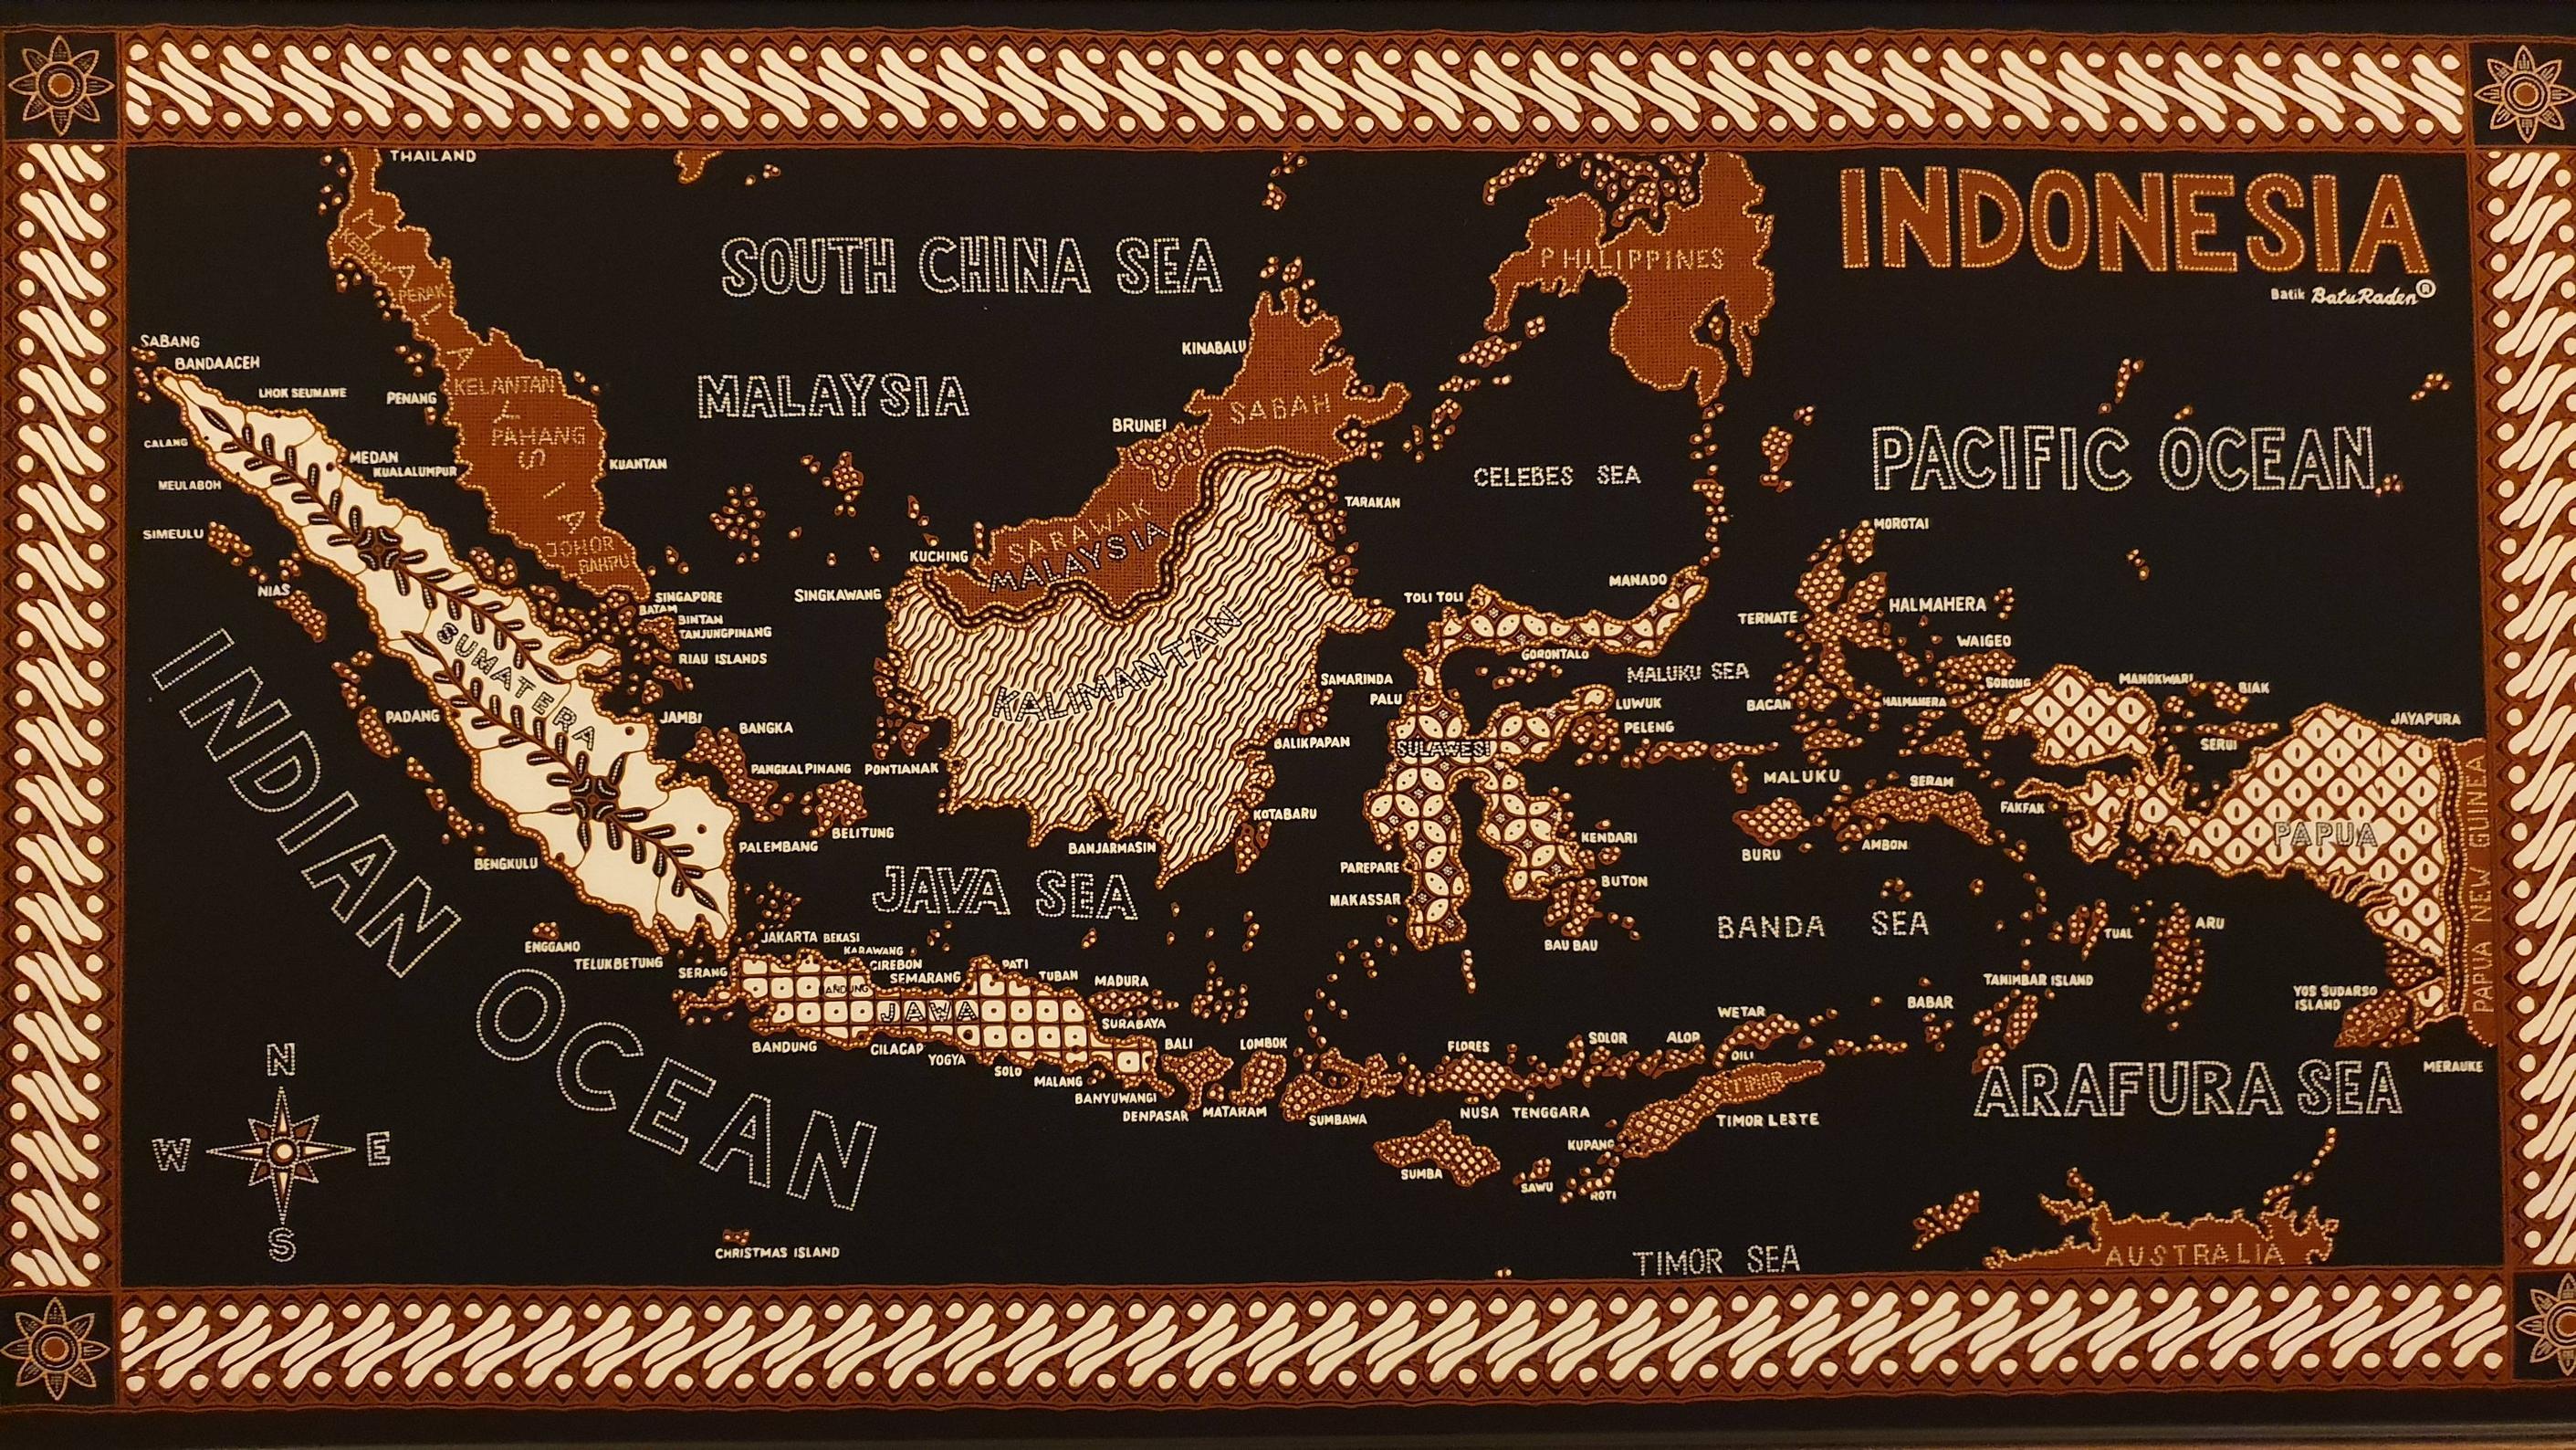 THAILAND
INDONESIA
Batik BatuRaden®
SOUTH CHINA SEA
PHILIPPINES
MALAYSIA
KEDAH
PERAK
KELANTAN
PAHANG
JOHOR
BAHRU
SABANG
BANDAACEH
LHOK SEUMAWE
PENANG
CALANG
MEDAN
KUALALUMPUR
KUANTAN
MEULABOH
SIMEULU
NIAS
MALAYSIA
KINABALU
BRUNEI
SABAH
SARAWAK
MALAYSIA
KUCHING
SINGKAWANG
CELEBES SEA
TARAKAN
PACIFIC OCEAN
MOROTAI
SINGAPORE
BATAM
BINTAN
TANJUNGPINANG
RIAU ISLANDS
SUMATERA
KALIMANTAN
TOLI TOLI
MANADO
GORONTALO
TERNATE
HALMAHERA
WAIGEO
MALUKU SEA
SAMARINDA
PALU
LUWUK
PELENG
SULAWESI
BALIKPAPAN
BACAN
HALMAHERA
SORONG
MANOKWARI
BIAK
SERUI
JAYAPURA
PADANG
JAMBI
BANGKA
PANGKALPINANG
PONTIANAK
BELITUNG
PALEMBANG
BENGKULU
KOTABARU
BANJARMASIN
MALUKU
SERAM
FAKFAK
BURU
AMBON
PAPUA
PAPUA NEW GUINEA
KENDARI
PAREPARE
BUTON
MAKASSAR
BAU BAU
JAVA SEA
BANDA SEA
TUAL
ARU
TANIMBAR ISLAND
YOS SUDARSO
ISLAND
INDIAN OCEAN
ENGGANO
TELUKBETUNG
SERANG
JAKARTA
BEKASI
KARAWANG
CIREBON
SEMARANG
PATI
TUBAN
MADURA
BANDUNG
JAWA
SURABAYA
BANDUNG
CILACAP
YOGYA
SOLO
MALANG
BANYUWANGI
BALI
DENPASAR
LOMBOK
MATARAM
SUMBAWA
FLORES
NUSA TENGGARA
SOLOR
ALOP
WETAR
DILI
TIMOR
TIMOR LESTE
BABAR
KUPANG
SUMBA
SAWU
ROTI
ARAFURA SEA
MERAUKE
N
W
E
S
CHRISTMAS ISLAND
TIMOR SEA
AUSTRALIA